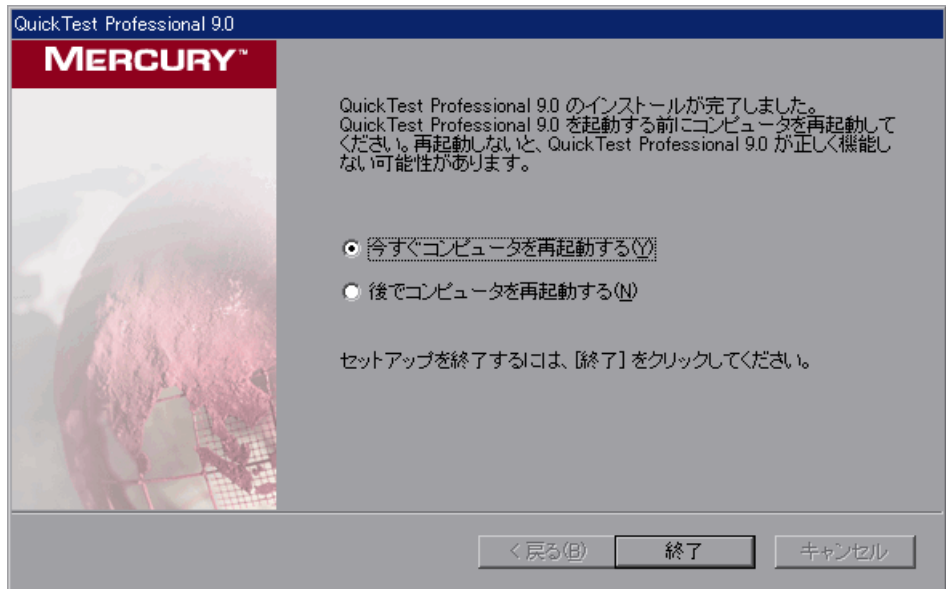 QuickTest Professional 9.0
MERCURY™
QuickTest Professional 9.0 のインストールが完了しました。
QuickTest Professional 9.0 を起動する前にコンピュータを再起動して
ください。再起動しないと、QuickTest Professional 9.0 が正しく機能し
ない可能性があります。
今すぐコンピュータを再起動する(Y)
後でコンピュータを再起動する(N)
セットアップを終了するには、[終了] をクリックしてください。
< 戻る(B)
終了
キャンセル